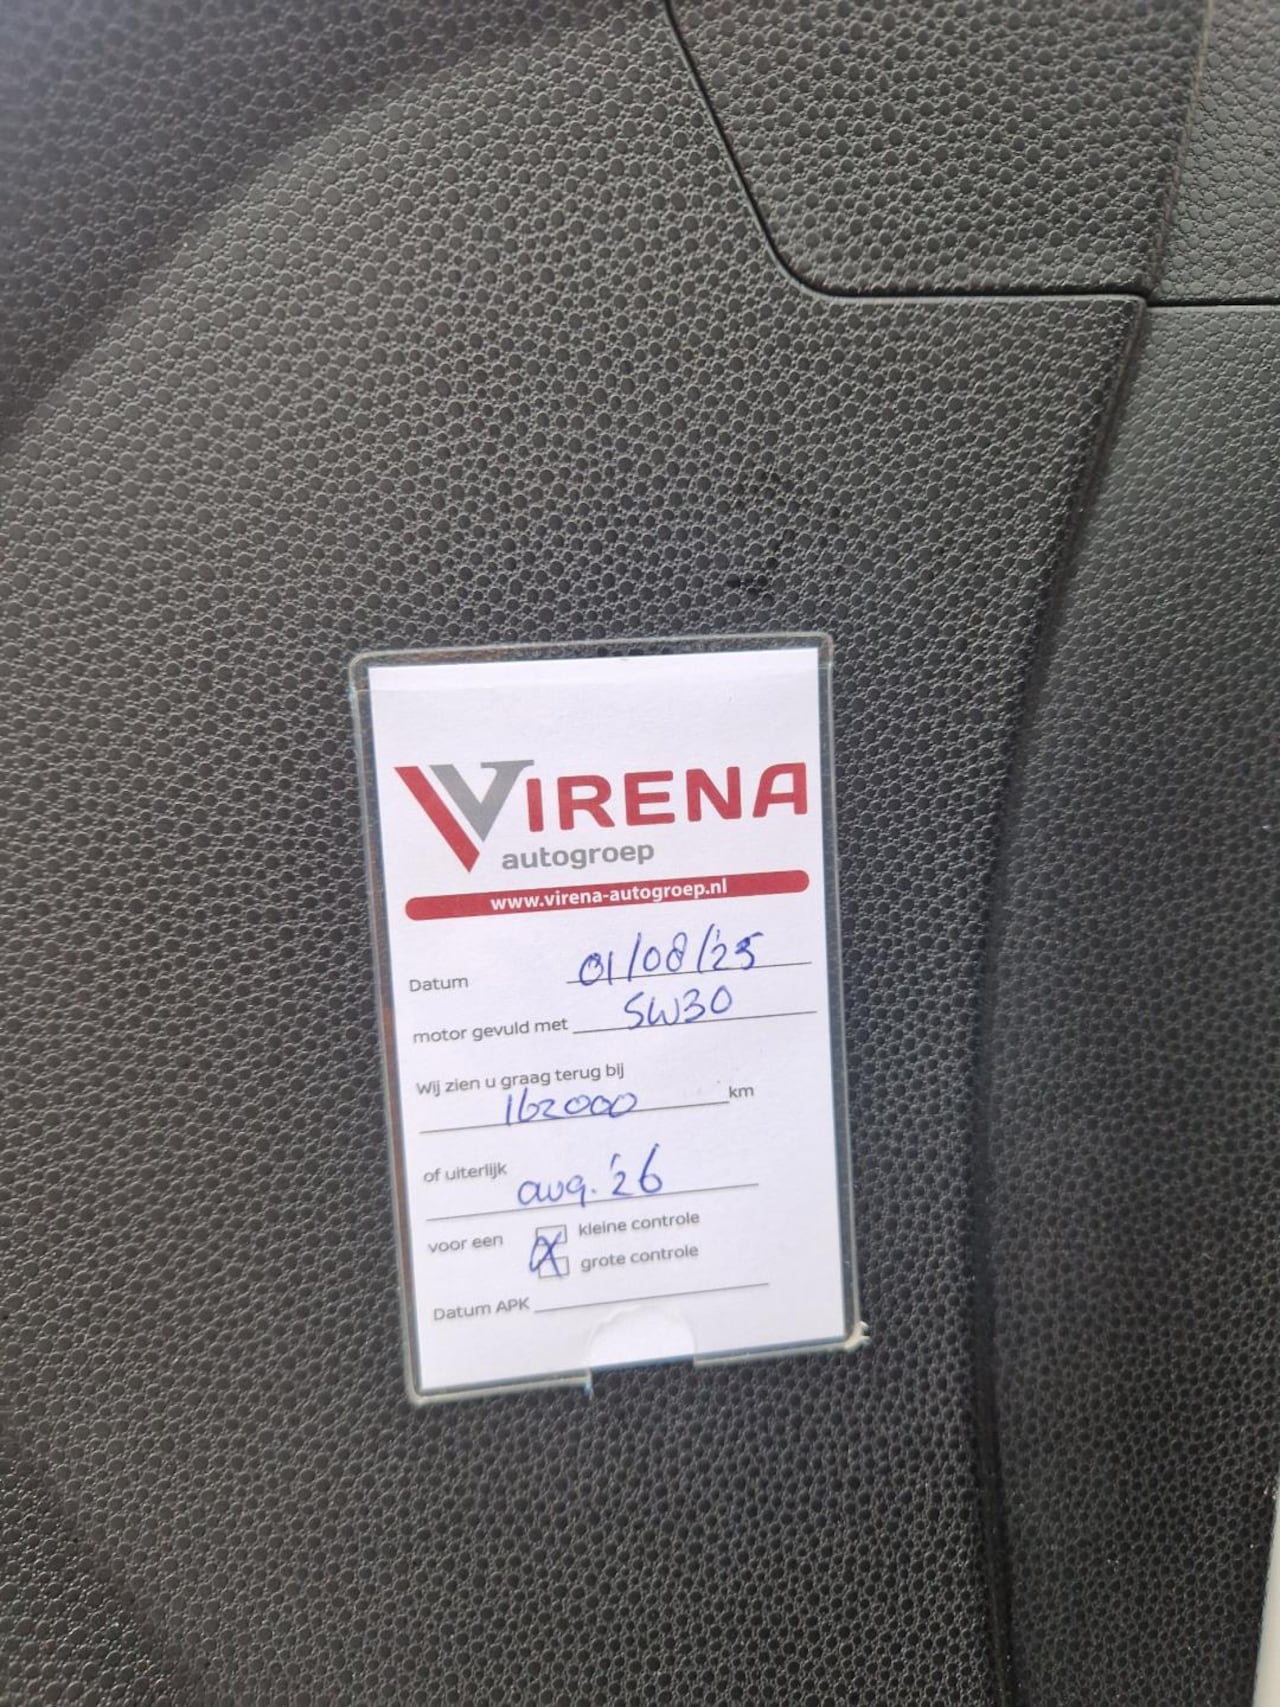 VIRENA
autogroep
www.virena-autogroep.nl
Datum 01/08/'25
motor gevuld met 5W30
Wij zien u graag terug bij
162000 km
of uiterlijk
aug. '26
voor een kleine controle
X grote controle
Datum APK